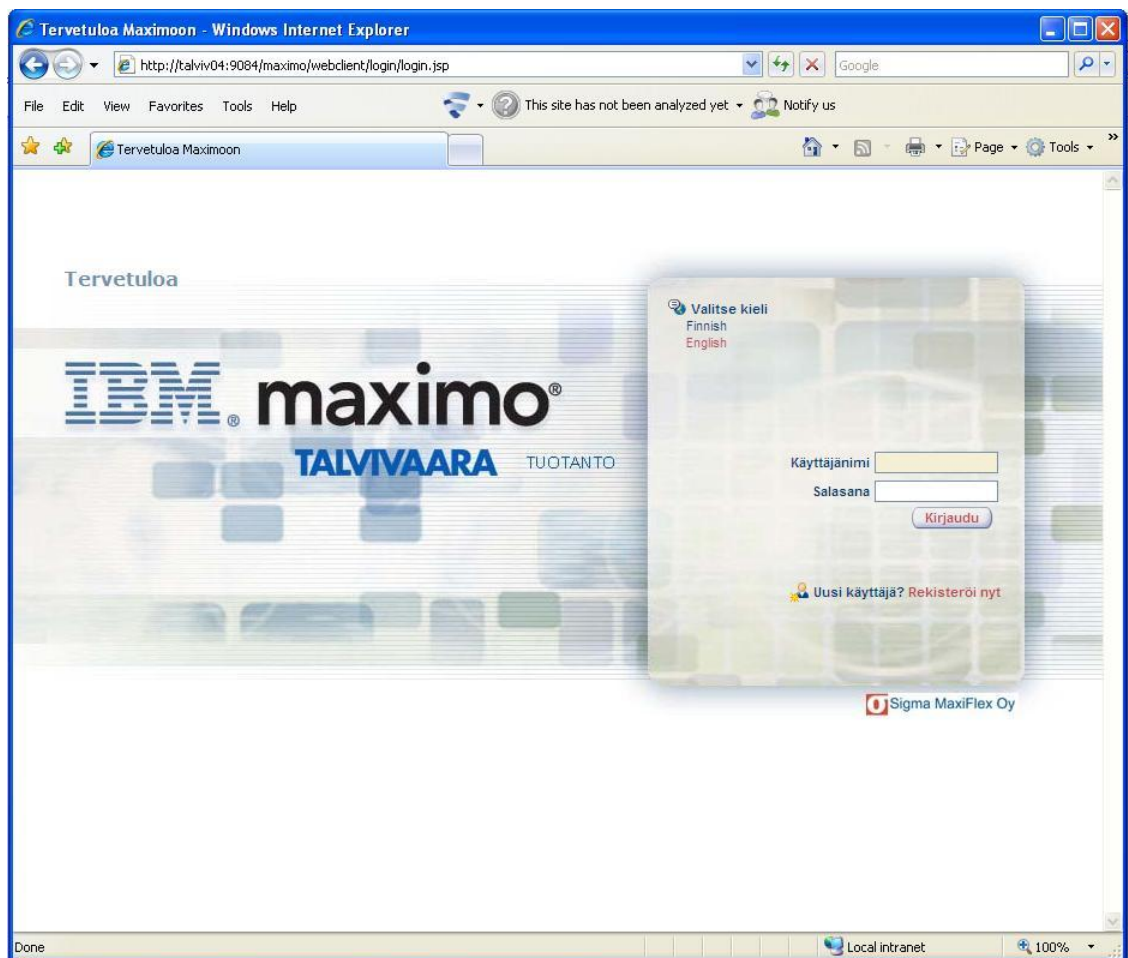 Tervetuloa Maximoon - Windows Internet Explorer
http://talviv04:9084/maximo/webclient/login/login.jsp Google
File Edit View Favorites Tools Help This site has not been analyzed yet Notify us
Tervetuloa Maximoon Page Tools
Tervetuloa
Valitse kieli
Finnish
English
IBM® maximo®
TALVIVAARA TUOTANTO
Käyttäjänimi
Salasana
Kirjaudu
Uusi käyttäjä? Rekisteröi nyt
Sigma MaxiFlex Oy
Done Local intranet 100%